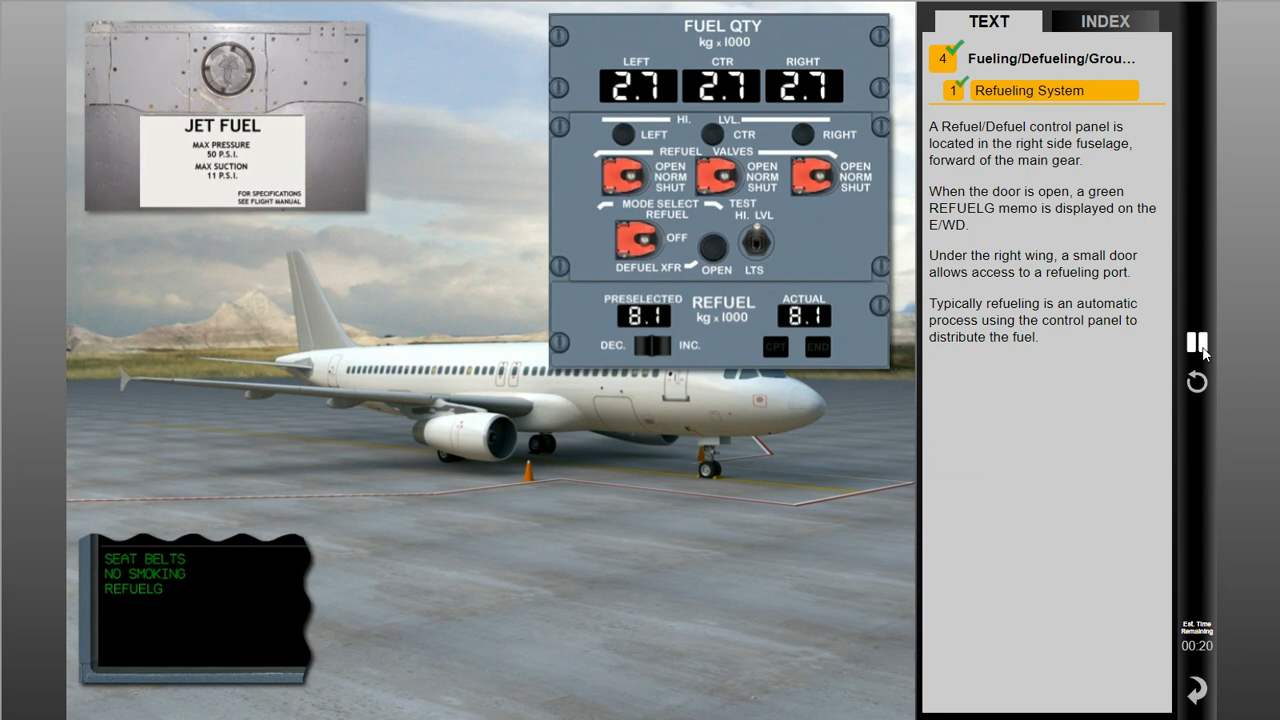 JET FUEL
MAX PRESSURE
50 P.S.I.
MAX SUCTION
11 P.S.I.
FOR SPECIFICATIONS
SEE FLIGHT MANUAL
FUEL QTY
kg x 1000
LEFT CTR RIGHT
2.7 2.7 2.7
HI. LVL.
LEFT CTR RIGHT
REFUEL VALVES
OPEN OPEN OPEN
NORM NORM NORM
SHUT SHUT SHUT
MODE SELECT TEST
REFUEL HI. LVL
OFF
DEFUEL XFR OPEN LTS
PRESELECTED REFUEL ACTUAL
8.1 kg x 1000 8.1
DEC. INC. CPT END
SEAT BELTS
NO SMOKING
REFUELG
TEXT INDEX
4 Fueling/Defueling/Grou...
1 Refueling System
A Refuel/Defuel control panel is
located in the right side fuselage,
forward of the main gear.
When the door is open, a green
REFUELG memo is displayed on the
E/WD.
Under the right wing, a small door
allows access to a refueling port.
Typically refueling is an automatic
process using the control panel to
distribute the fuel.
Est. Time
Remaining
00:20